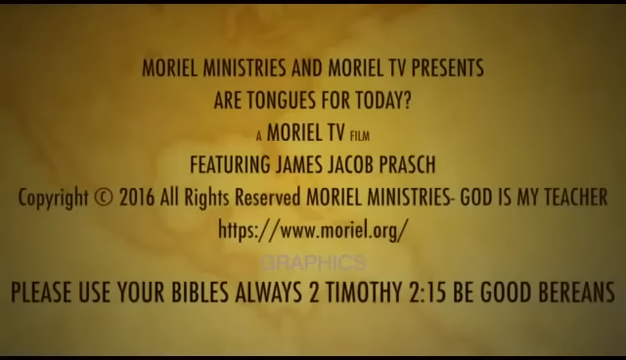 MORIEL MINISTRIES AND MORIEL TV PRESENTS
ARE TONGUES FOR TODAY?
A MORIEL TV FILM
FEATURING JAMES JACOB PRASCH
Copyright © 2016 All Rights Reserved MORIEL MINISTRIES- GOD IS MY TEACHER
https://www.moriel.org/
GRAPHICS
PLEASE USE YOUR BIBLES ALWAYS 2 TIMOTHY 2:15 BE GOOD BEREANS